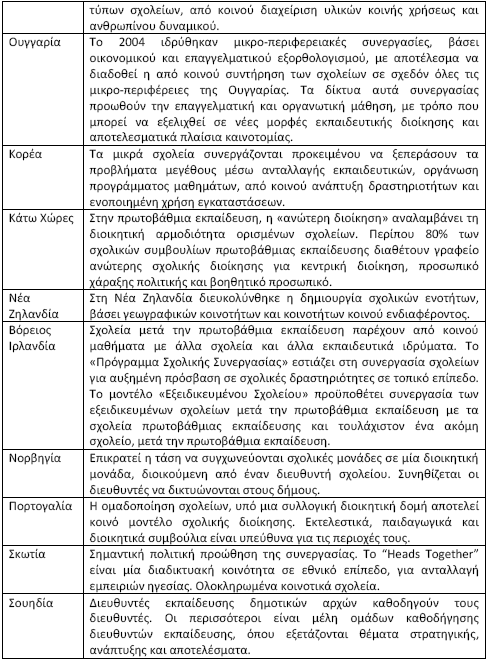 τύπων σχολείων, από κοινού διαχείριση υλικών κοινής χρήσεως και
ανθρωπίνου δυναμικού.
Ουγγαρία
Το 2004 ιδρύθηκαν μικρο-περιφερειακές συνεργασίες, βάσει
οικονομικού και επαγγελματικού εξορθολογισμού, με αποτέλεσμα να
διαδοθεί η από κοινού συντήρηση των σχολείων σε σχεδόν όλες τις
μικρο-περιφέρειες της Ουγγαρίας. Τα δίκτυα αυτά συνεργασίας
προωθούν την επαγγελματική και οργανωτική μάθηση, με τρόπο που
μπορεί να εξελιχθεί σε νέες μορφές εκπαιδευτικής διοίκησης και
αποτελεσματικά πλαίσια καινοτομίας.
Κορέα
Τα μικρά σχολεία συνεργάζονται προκειμένου να ξεπεράσουν τα
προβλήματα μεγέθους μέσω ανταλλαγής εκπαιδευτικών, οργάνωση
προγράμματος μαθημάτων, από κοινού ανάπτυξη δραστηριοτήτων και
ενοποιημένη χρήση εγκαταστάσεων.
Κάτω Χώρες
Στην πρωτοβάθμια εκπαίδευση, η «ανώτερη διοίκηση» αναλαμβάνει τη
διοικητική αρμοδιότητα ορισμένων σχολείων. Περίπου 80% των
σχολικών συμβουλίων πρωτοβάθμιας εκπαίδευσης διαθέτουν γραφείο
ανώτερης σχολικής διοίκησης για κεντρική διοίκηση, προσωπικό
χάραξης πολιτικής και βοηθητικό προσωπικό.
Νέα
Ζηλανδία
Στη Νέα Ζηλανδία διευκολύνθηκε η δημιουργία σχολικών ενοτήτων,
βάσει γεωγραφικών κοινοτήτων και κοινοτήτων κοινού ενδιαφέροντος.
Βόρειος
Ιρλανδία
Σχολεία μετά την πρωτοβάθμια εκπαίδευση παρέχουν από κοινού
μαθήματα με άλλα σχολεία και άλλα εκπαιδευτικά ιδρύματα. Το
«Πρόγραμμα Σχολικής Συνεργασίας» εστιάζει στη συνεργασία σχολείων
για αυξημένη πρόσβαση σε σχολικές δραστηριότητες σε τοπικό επίπεδο.
Το μοντέλο «Εξειδικευμένου Σχολείου» προϋποθέτει συνεργασία των
εξειδικευμένων σχολείων μετά την πρωτοβάθμια εκπαίδευση με τα
σχολεία πρωτοβάθμιας εκπαίδευσης και τουλάχιστον ένα ακόμη
σχολείο, μετά την πρωτοβάθμια εκπαίδευση.
Νορβηγία
Επικρατεί η τάση να συγχωνεύονται σχολικές μονάδες σε μία διοικητική
μονάδα, διοικούμενη από έναν διευθυντή σχολείου. Συνηθίζεται οι
διευθυντές να δικτυώνονται στους δήμους.
Πορτογαλία
Η ομαδοποίηση σχολείων, υπό μια συλλογική διοικητική δομή αποτελεί
κοινό μοντέλο σχολικής διοίκησης. Εκτελεστικά, παιδαγωγικά και
διοικητικά συμβούλια είναι υπεύθυνα για τις περιοχές τους.
Σκωτία
Σημαντική πολιτική προώθηση της συνεργασίας. Το “Heads Together”
είναι μία διαδικτυακή κοινότητα σε εθνικό επίπεδο, για ανταλλαγή
εμπειριών ηγεσίας. Ολοκληρωμένα κοινοτικά σχολεία.
Σουηδία
Διευθυντές εκπαίδευσης δημοτικών αρχών καθοδηγούν τους
διευθυντές. Οι περισσότεροι είναι μέλη ομάδων καθοδήγησης
διευθυντών εκπαίδευσης, όπου εξετάζονται θέματα στρατηγικής,
ανάπτυξης και αποτελέσματα.